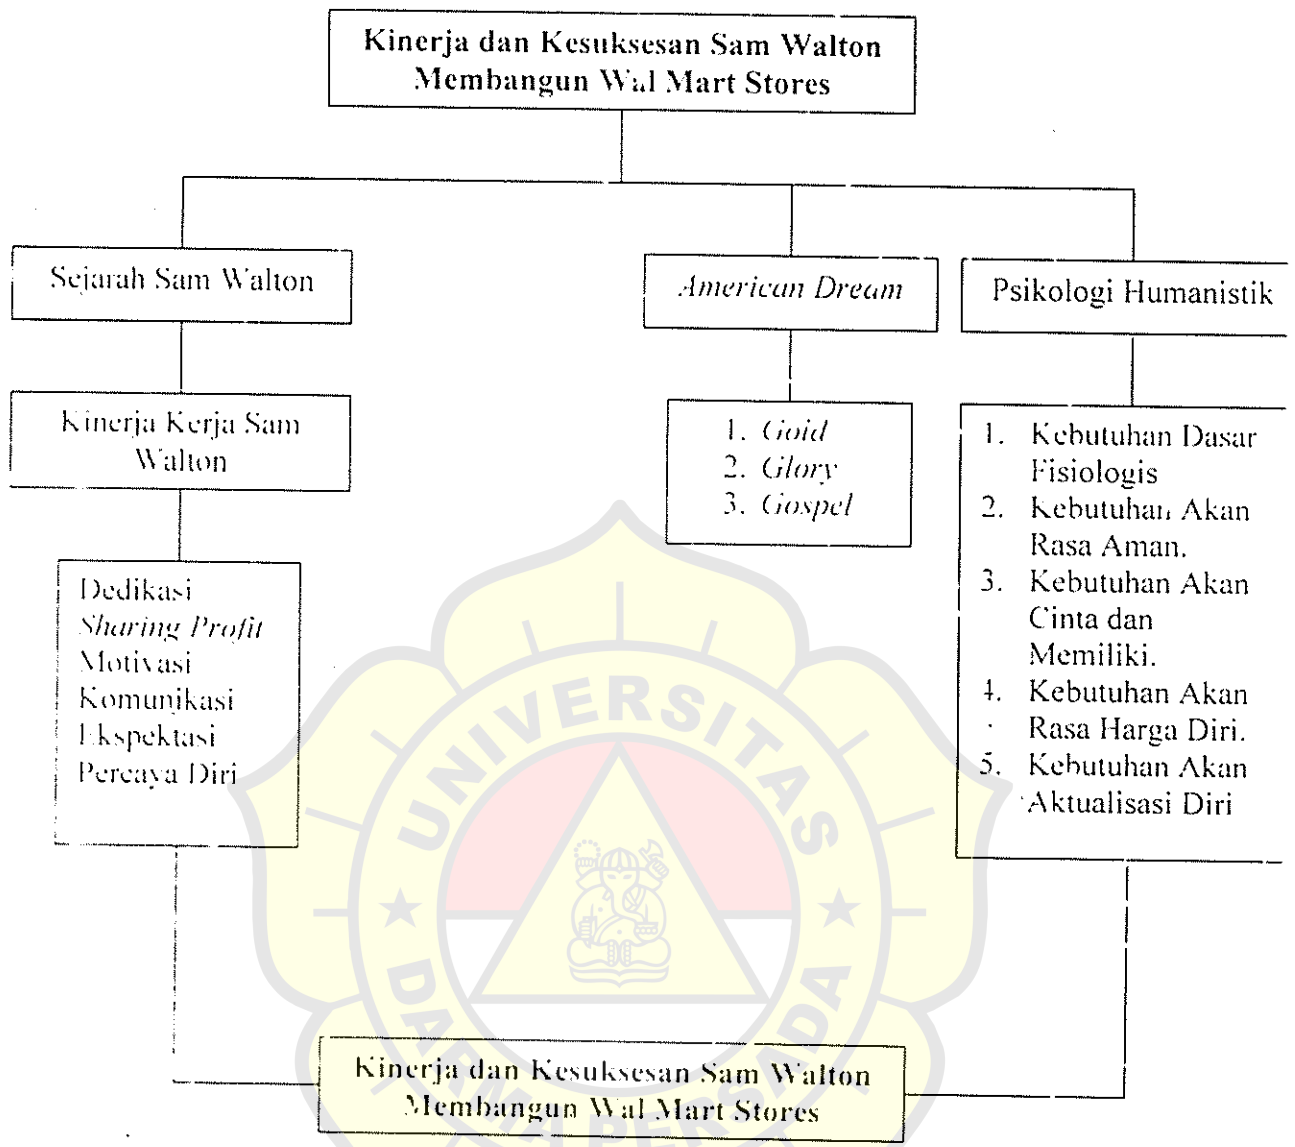 Kinerja dan Kesuksesan Sam Walton
Membangun Wal Mart Stores
Sejarah Sam Walton
American Dream
Psikologi Humanistik
Kinerja Kerja Sam
Walton
1. Gold
2. Glory
3. Gospel
1. Kebutuhan Dasar
Fisiologis
2. Kebutuhan Akan
Rasa Aman.
3. Kebutuhan Akan
Cinta dan
Memiliki.
4. Kebutuhan Akan
Rasa Harga Diri.
5. Kebutuhan Akan
Aktualisasi Diri
Dedikasi
Sharing Profit
Motivasi
Komunikasi
Ekspektasi
Percaya Diri
UNIVERSITAS
DARMA PERSADA
Kinerja dan Kesuksesan Sam Walton
Membangun Wal Mart Stores